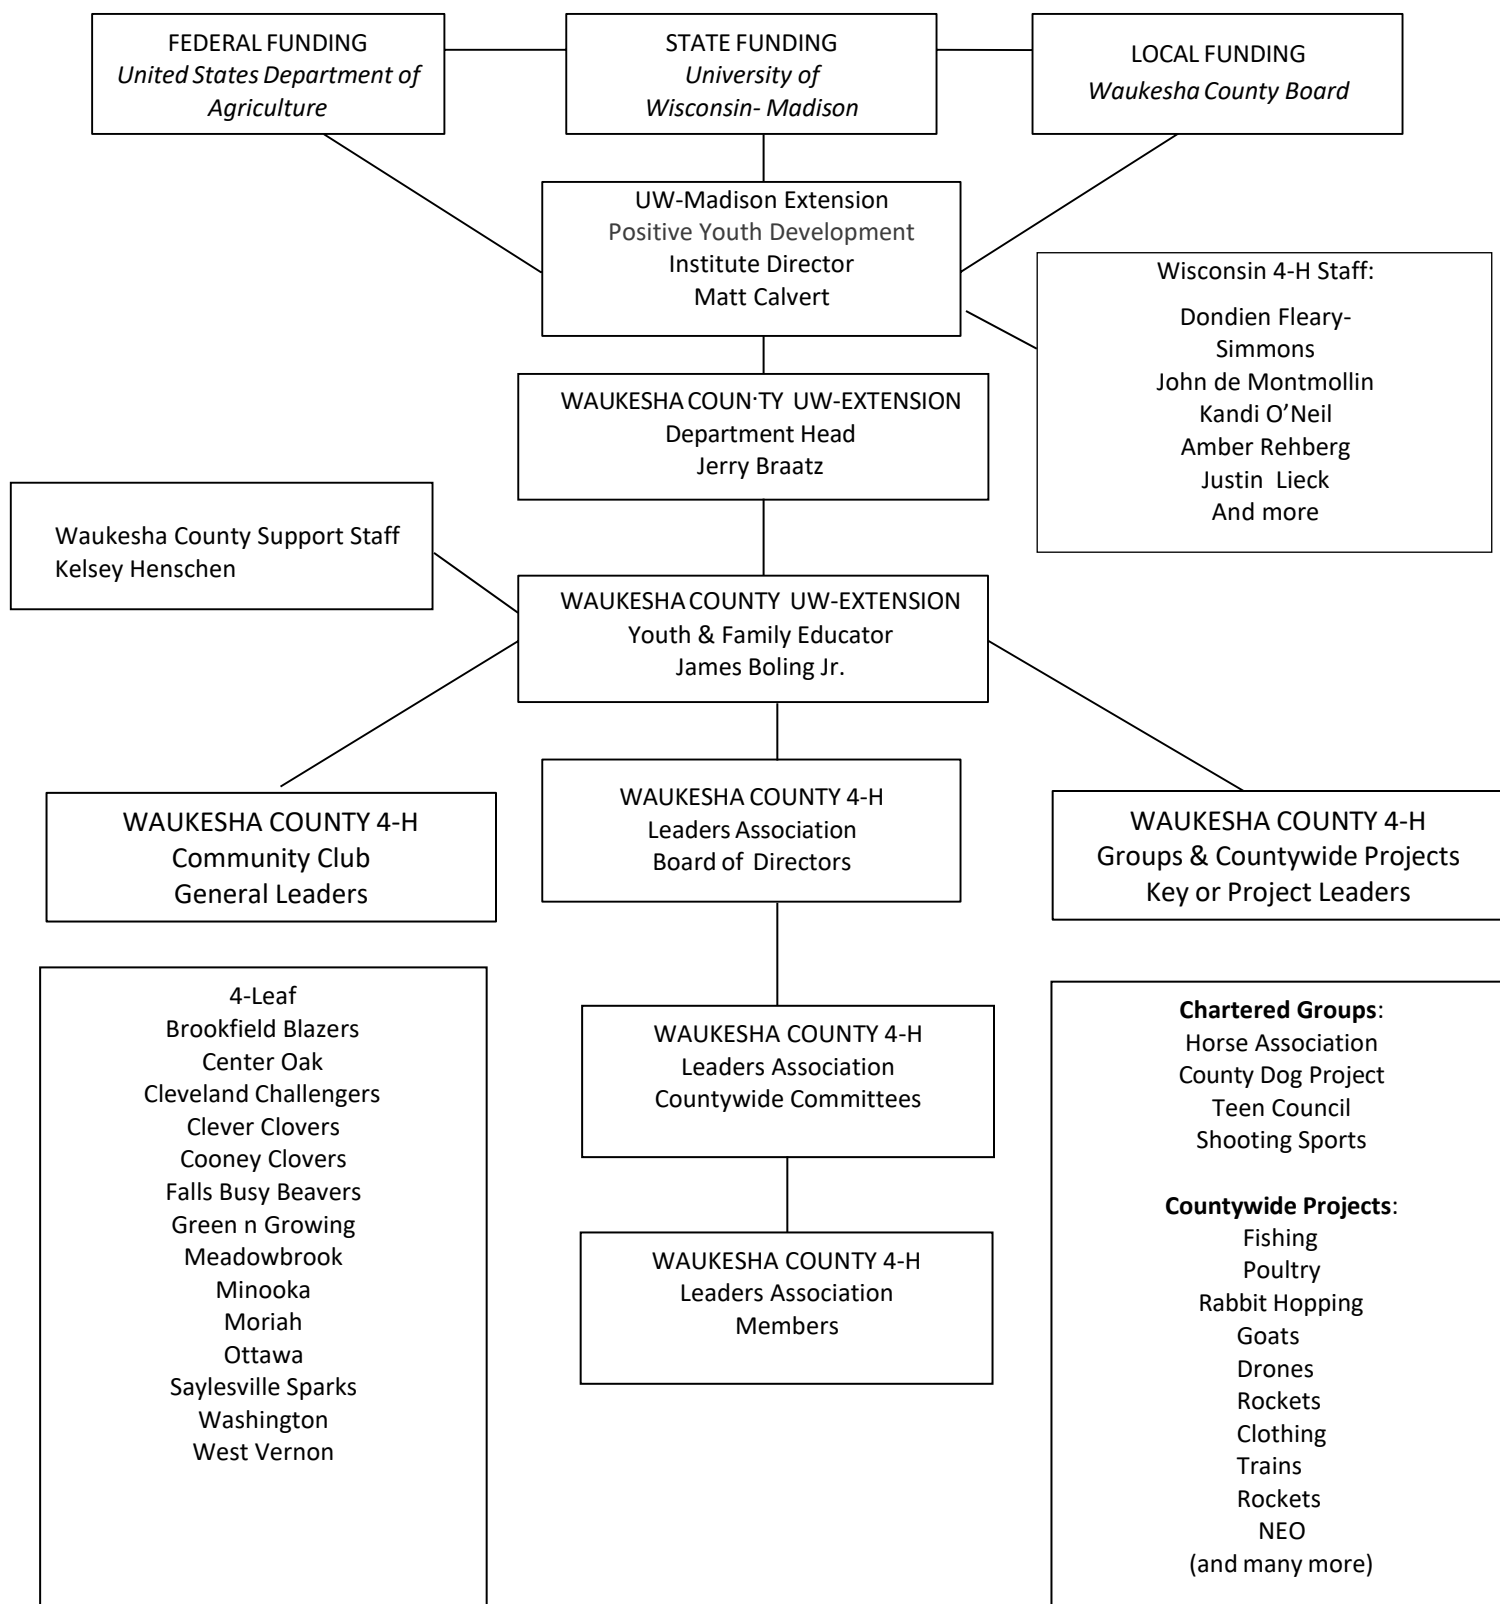 FEDERAL FUNDING
United States Department of
Agriculture
STATE FUNDING
University of
Wisconsin- Madison
LOCAL FUNDING
Waukesha County Board
UW-Madison Extension
Positive Youth Development
Institute Director
Matt Calvert
Wisconsin 4-H Staff:
Dondien Fleary-
Simmons
John de Montmollin
Kandi O’Neil
Amber Rehberg
Justin Lieck
And more
WAUKESHA COUN·TY UW-EXTENSION
Department Head
Jerry Braatz
Waukesha County Support Staff
Kelsey Henschen
WAUKESHA COUNTY UW-EXTENSION
Youth & Family Educator
James Boling Jr.
WAUKESHA COUNTY 4-H
Community Club
General Leaders
WAUKESHA COUNTY 4-H
Leaders Association
Board of Directors
WAUKESHA COUNTY 4-H
Groups & Countywide Projects
Key or Project Leaders
4-Leaf
Brookfield Blazers
Center Oak
Cleveland Challengers
Clever Clovers
Cooney Clovers
Falls Busy Beavers
Green n Growing
Meadowbrook
Minooka
Moriah
Ottawa
Saylesville Sparks
Washington
West Vernon
WAUKESHA COUNTY 4-H
Leaders Association
Countywide Committees
WAUKESHA COUNTY 4-H
Leaders Association
Members
Chartered Groups:
Horse Association
County Dog Project
Teen Council
Shooting Sports
Countywide Projects:
Fishing
Poultry
Rabbit Hopping
Goats
Drones
Rockets
Clothing
Trains
Rockets
NEO
(and many more)